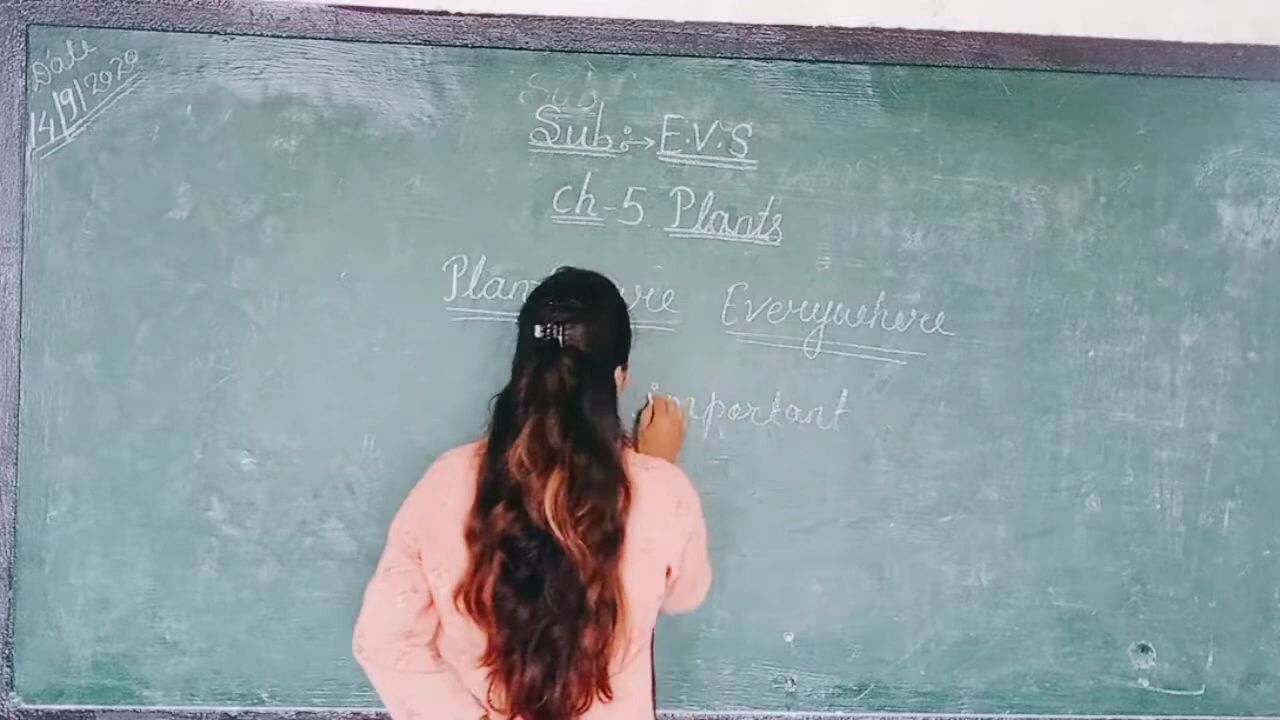 Date
14/9/2020
Sub:→ E.V.S
Ch-5 Plants
Everywhere
important